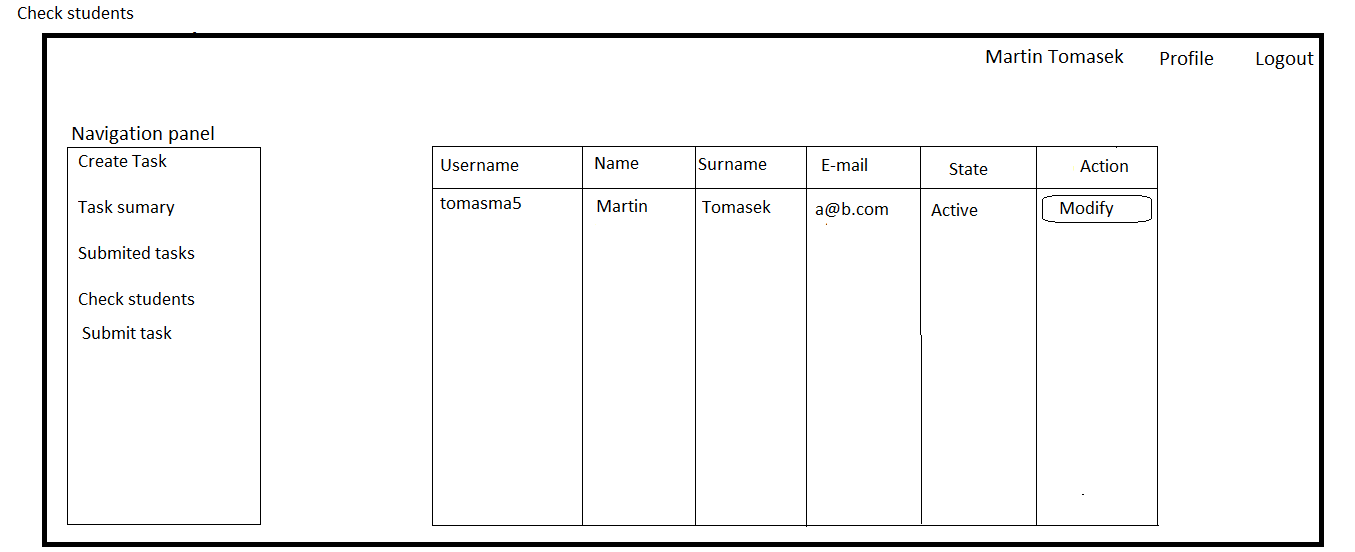 Check students
Martin Tomasek Profile Logout
Navigation panel
Create Task
Task sumary
Submited tasks
Check students
Submit task
Username Name Surname E-mail State Action
tomasma5 Martin Tomasek a@b.com Active Modify